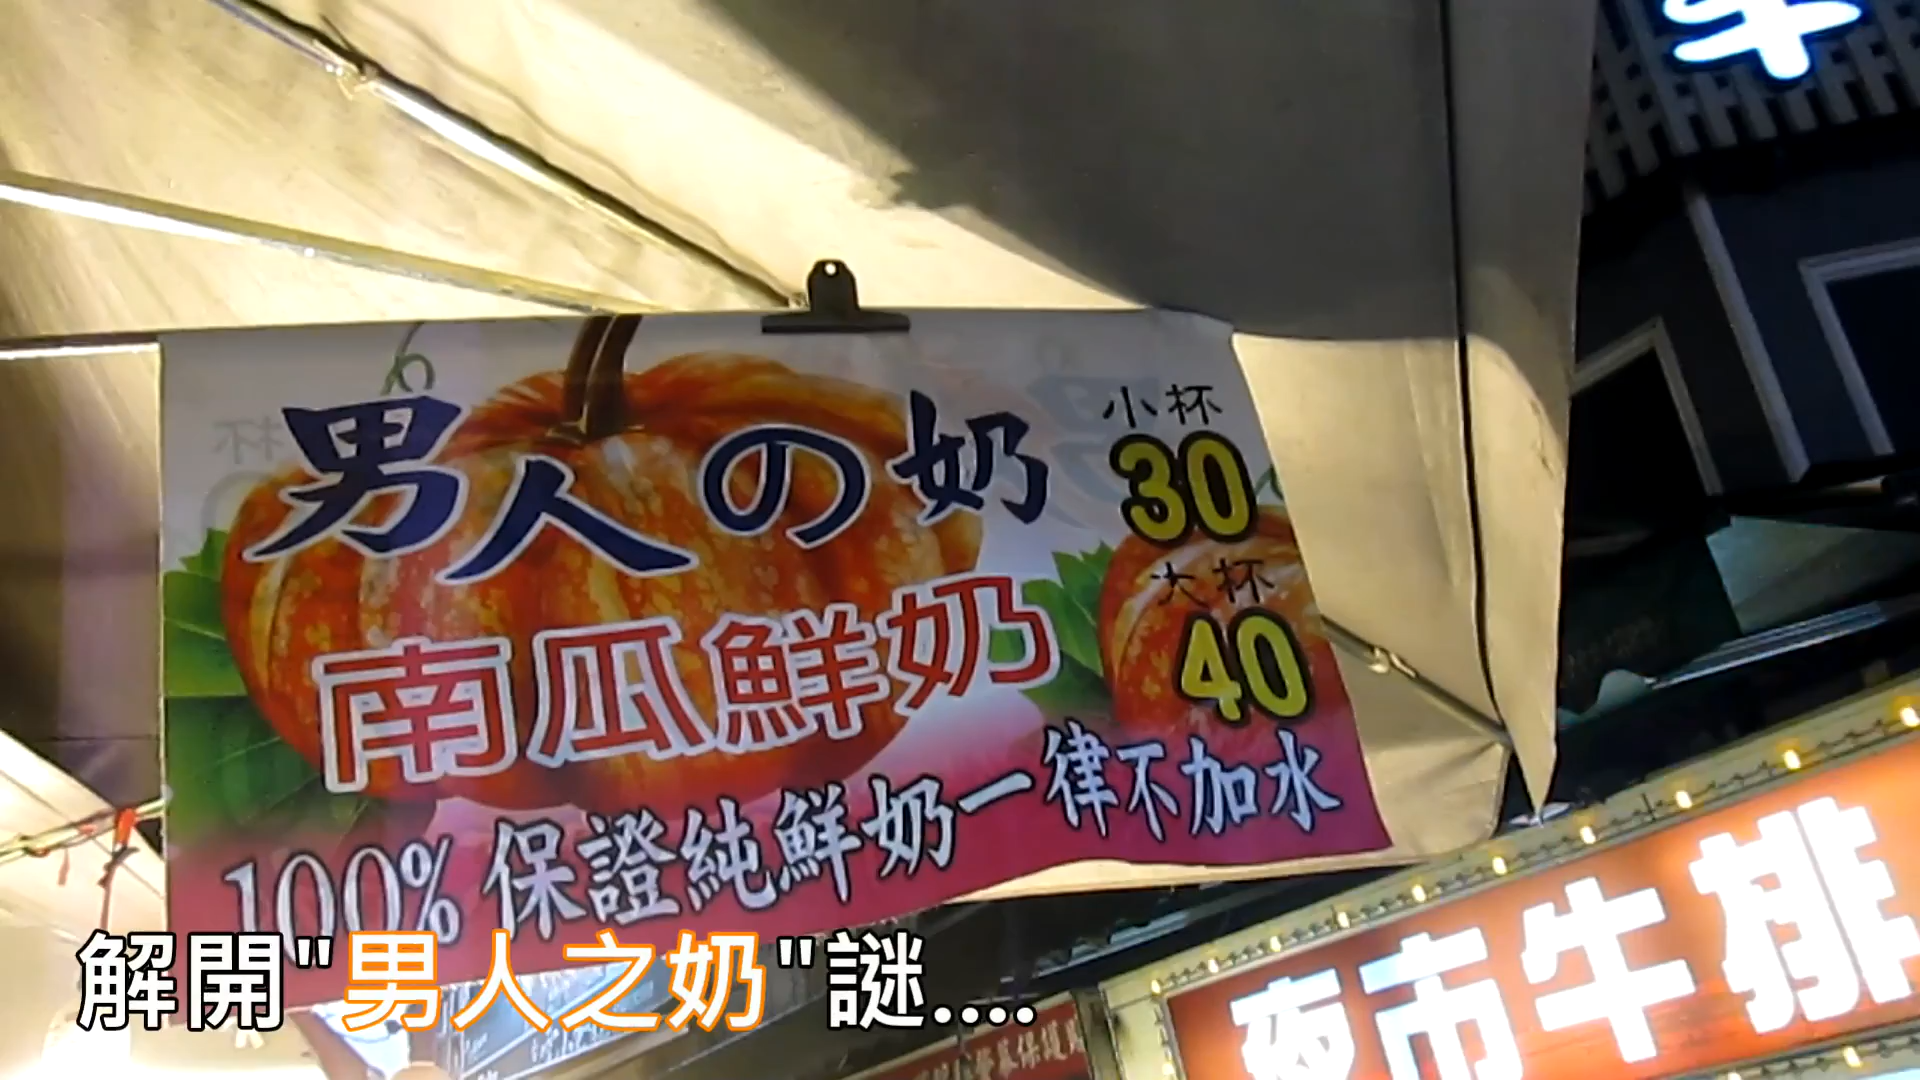 男人の奶
小杯
30
大杯
40
南瓜鮮奶
100%保證純鮮奶一律不加水
夜市牛排
解開"男人之奶"謎....